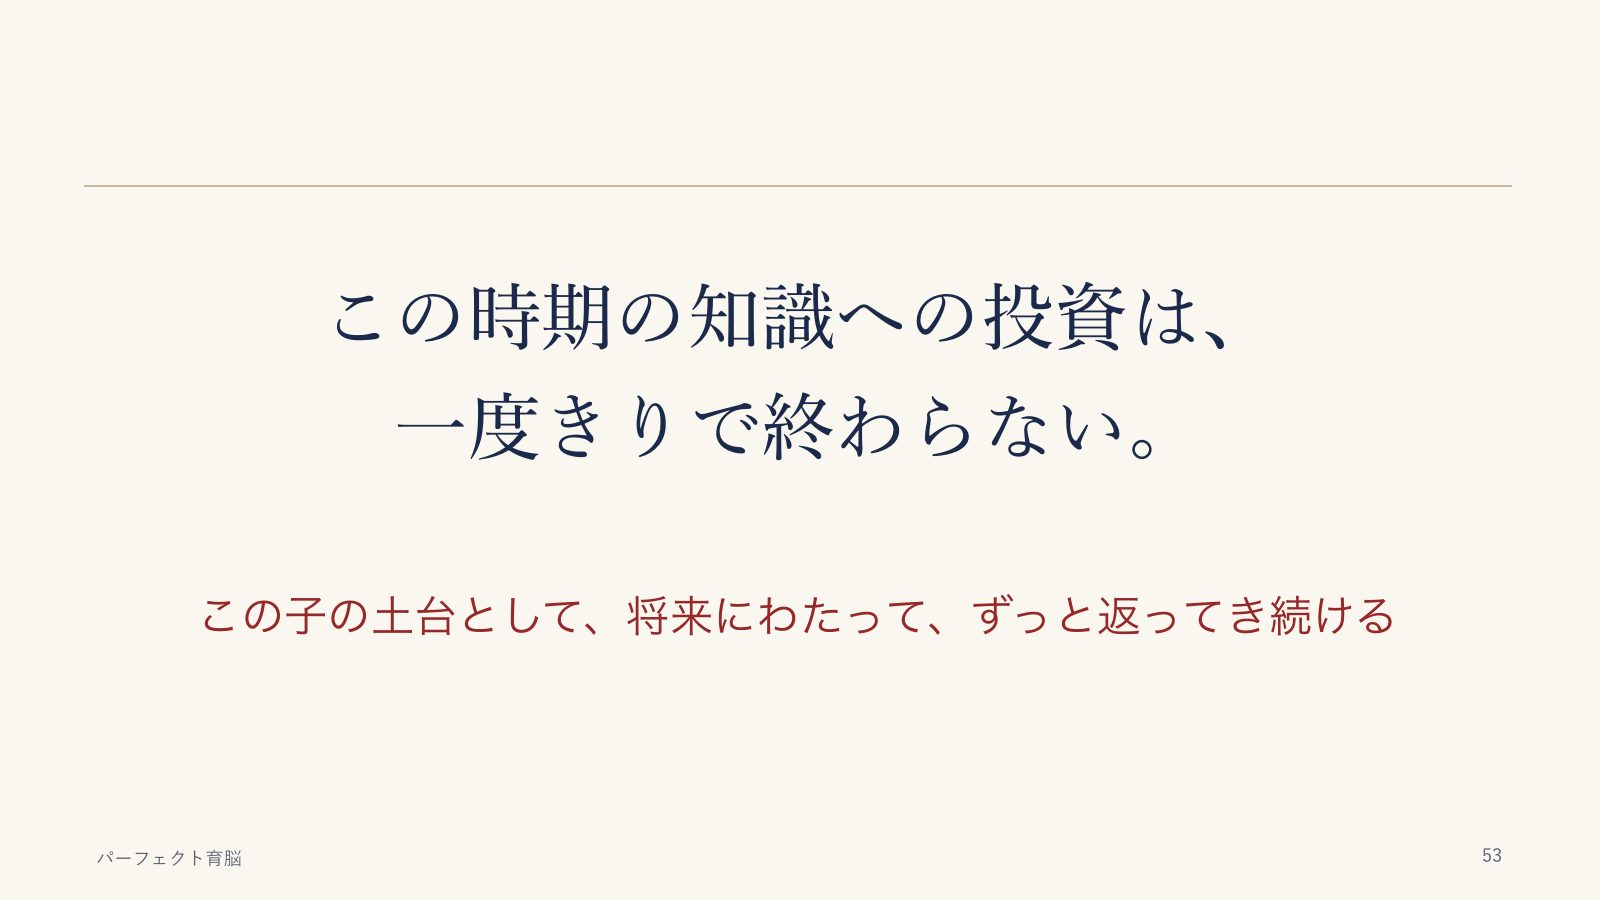 この時期の知識への投資は、
一度きりで終わらない。
この子の土台として、将来にわたって、ずっと返ってき続ける
パーフェクト育脳
53